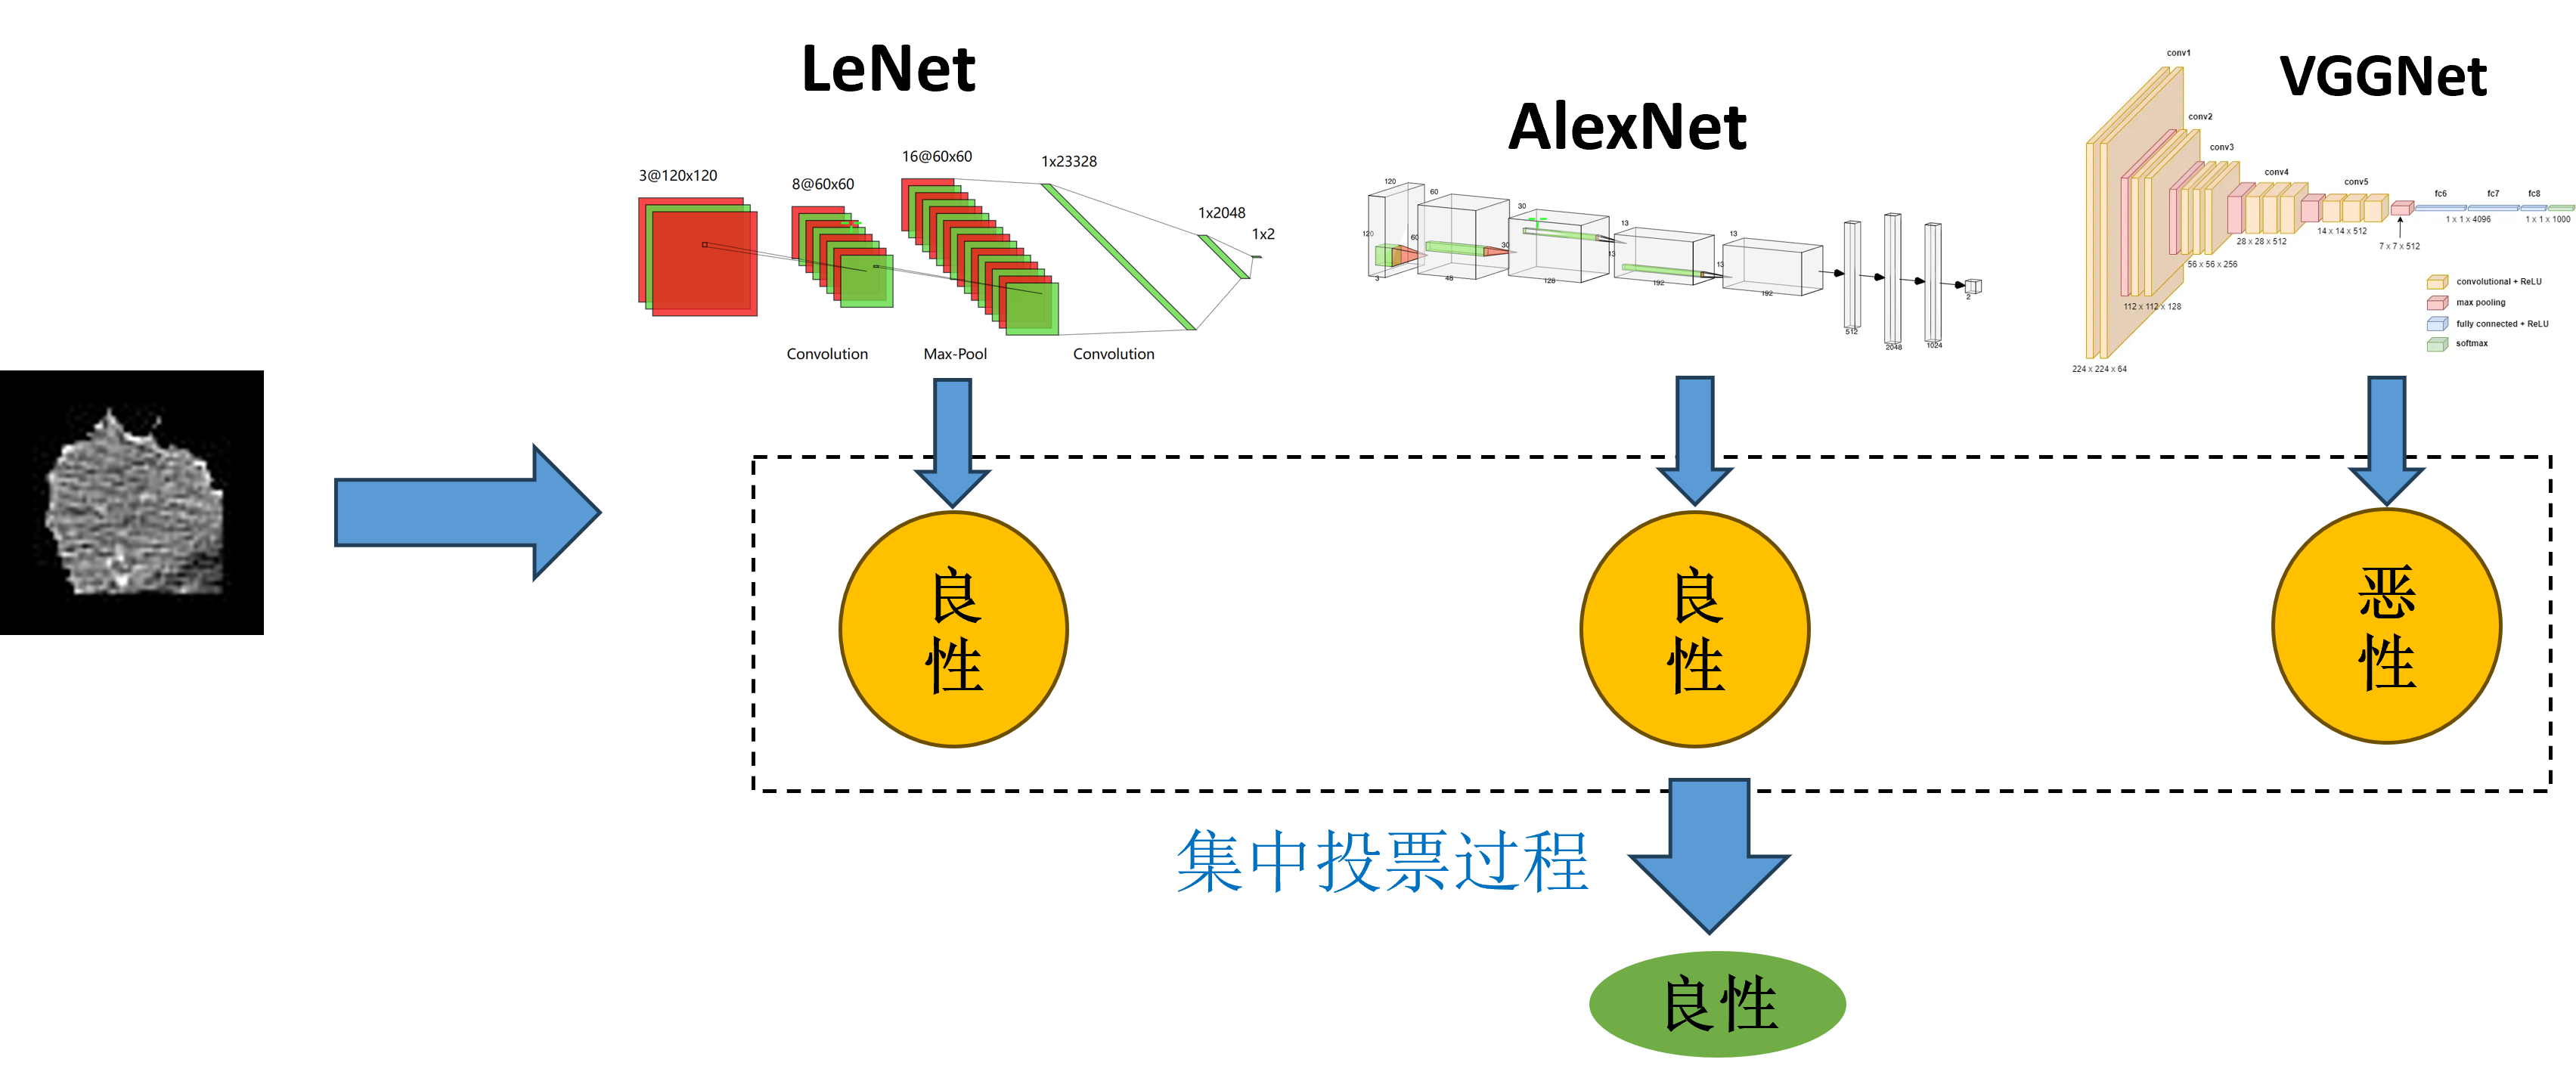 LeNet
3@120x120
8@60x60
16@60x60
1x23328
1x2048
1x2
Convolution
Max-Pool
Convolution
AlexNet
120
120
3
60
60
48
30
30
128
13
13
192
13
13
192
512
2048
1024
2
VGGNet
conv1
conv2
conv3
conv4
conv5
fc6
fc7
fc8
1 x 1 x 4096
1 x 1 x 1000
14 x 14 x 512
28 x 28 x 512
7 x 7 x 512
56 x 56 x 256
112 x 112 x 128
224 x 224 x 64
convolutional + ReLU
max pooling
fully connected + ReLU
softmax
良
性
良
性
恶
性
集中投票过程
良性